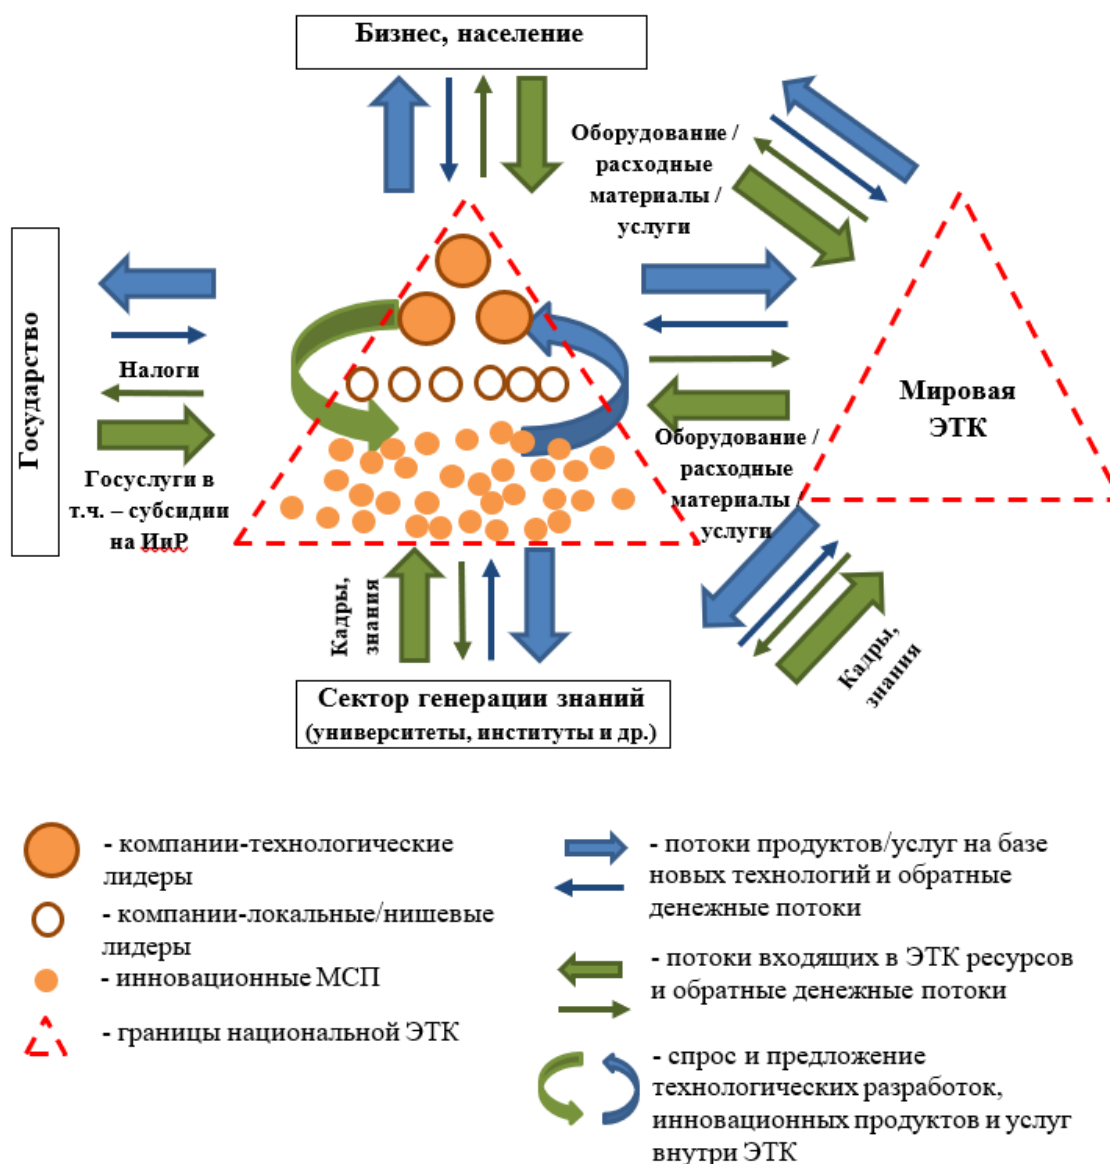 Бизнес, население
Оборудование /
расходные
материалы /
услуги
Государство
Налоги
Госуслуги в
т.ч. – субсидии
на ИиР
Мировая
ЭТК
Оборудование /
расходные
материалы /
услуги
Кадры,
знания
Кадры,
знания
Сектор генерации знаний
(университеты, институты и др.)
- компании-технологические
лидеры
- компании-локальные/нишевые
лидеры
- инновационные МСП
- границы национальной ЭТК
- потоки продуктов/услуг на базе
новых технологий и обратные
денежные потоки
- потоки входящих в ЭТК ресурсов
и обратные денежные потоки
- спрос и предложение
технологических разработок,
инновационных продуктов и услуг
внутри ЭТК